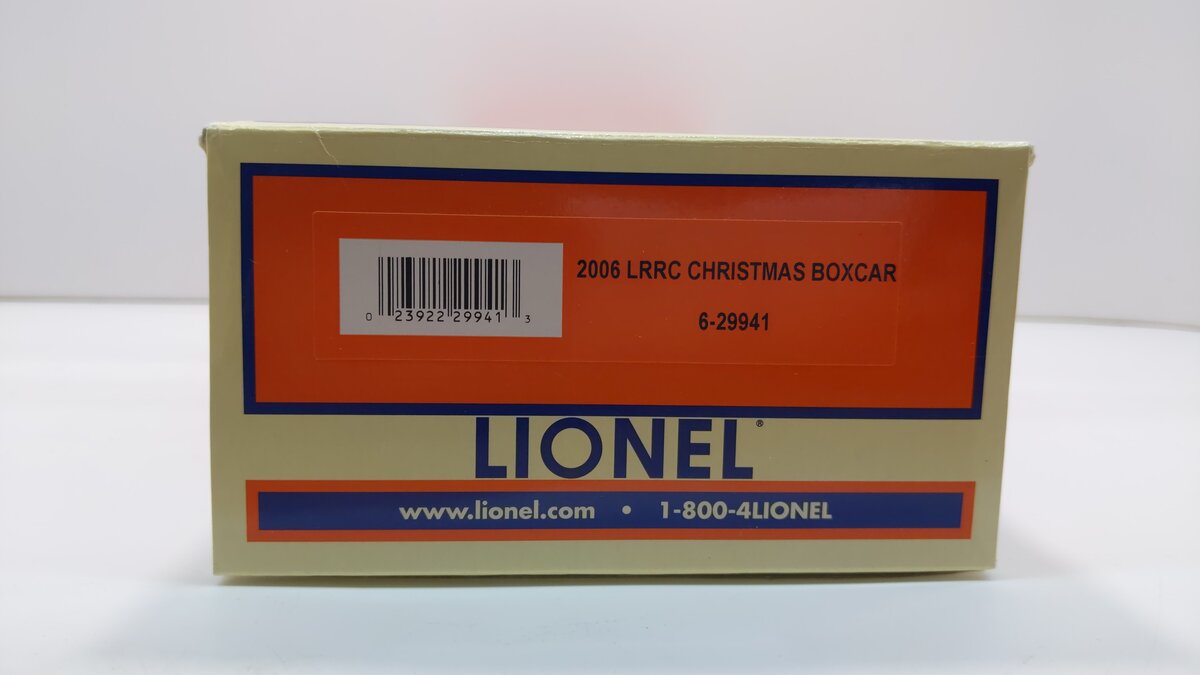 2006 LRRC CHRISTMAS BOXCAR
6-29941
0 23922 29941 3
LIONEL®
www.lionel.com • 1-800-4LIONEL